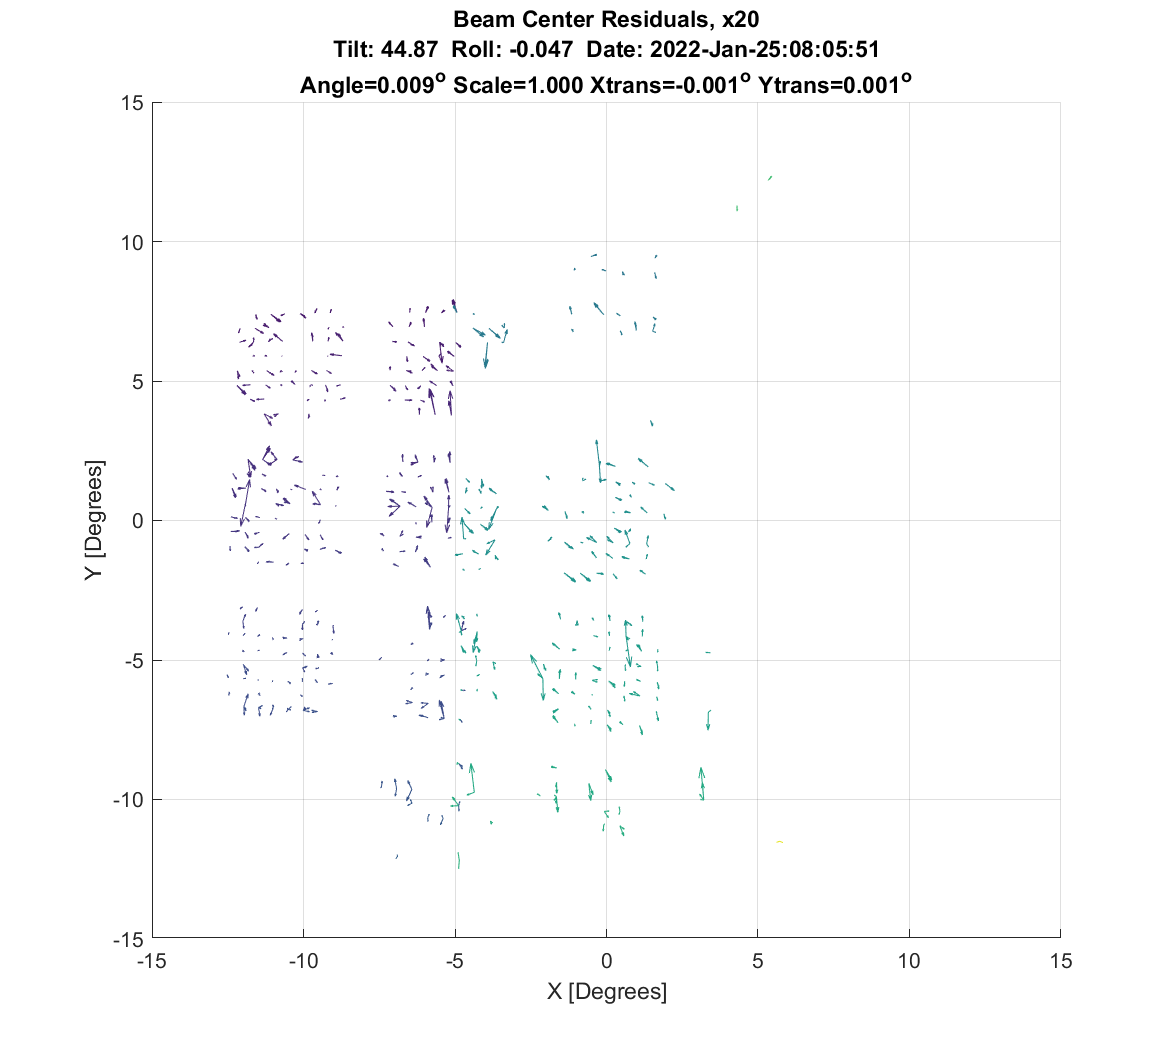 Beam Center Residuals, x20
Tilt: 44.87 Roll: -0.047 Date: 2022-Jan-25:08:05:51
Angle=0.009° Scale=1.000 Xtrans=-0.001° Ytrans=0.001°
15
10
5
0
-5
-10
-15
Y [Degrees]
-15 -10 -5 0 5 10 15
X [Degrees]